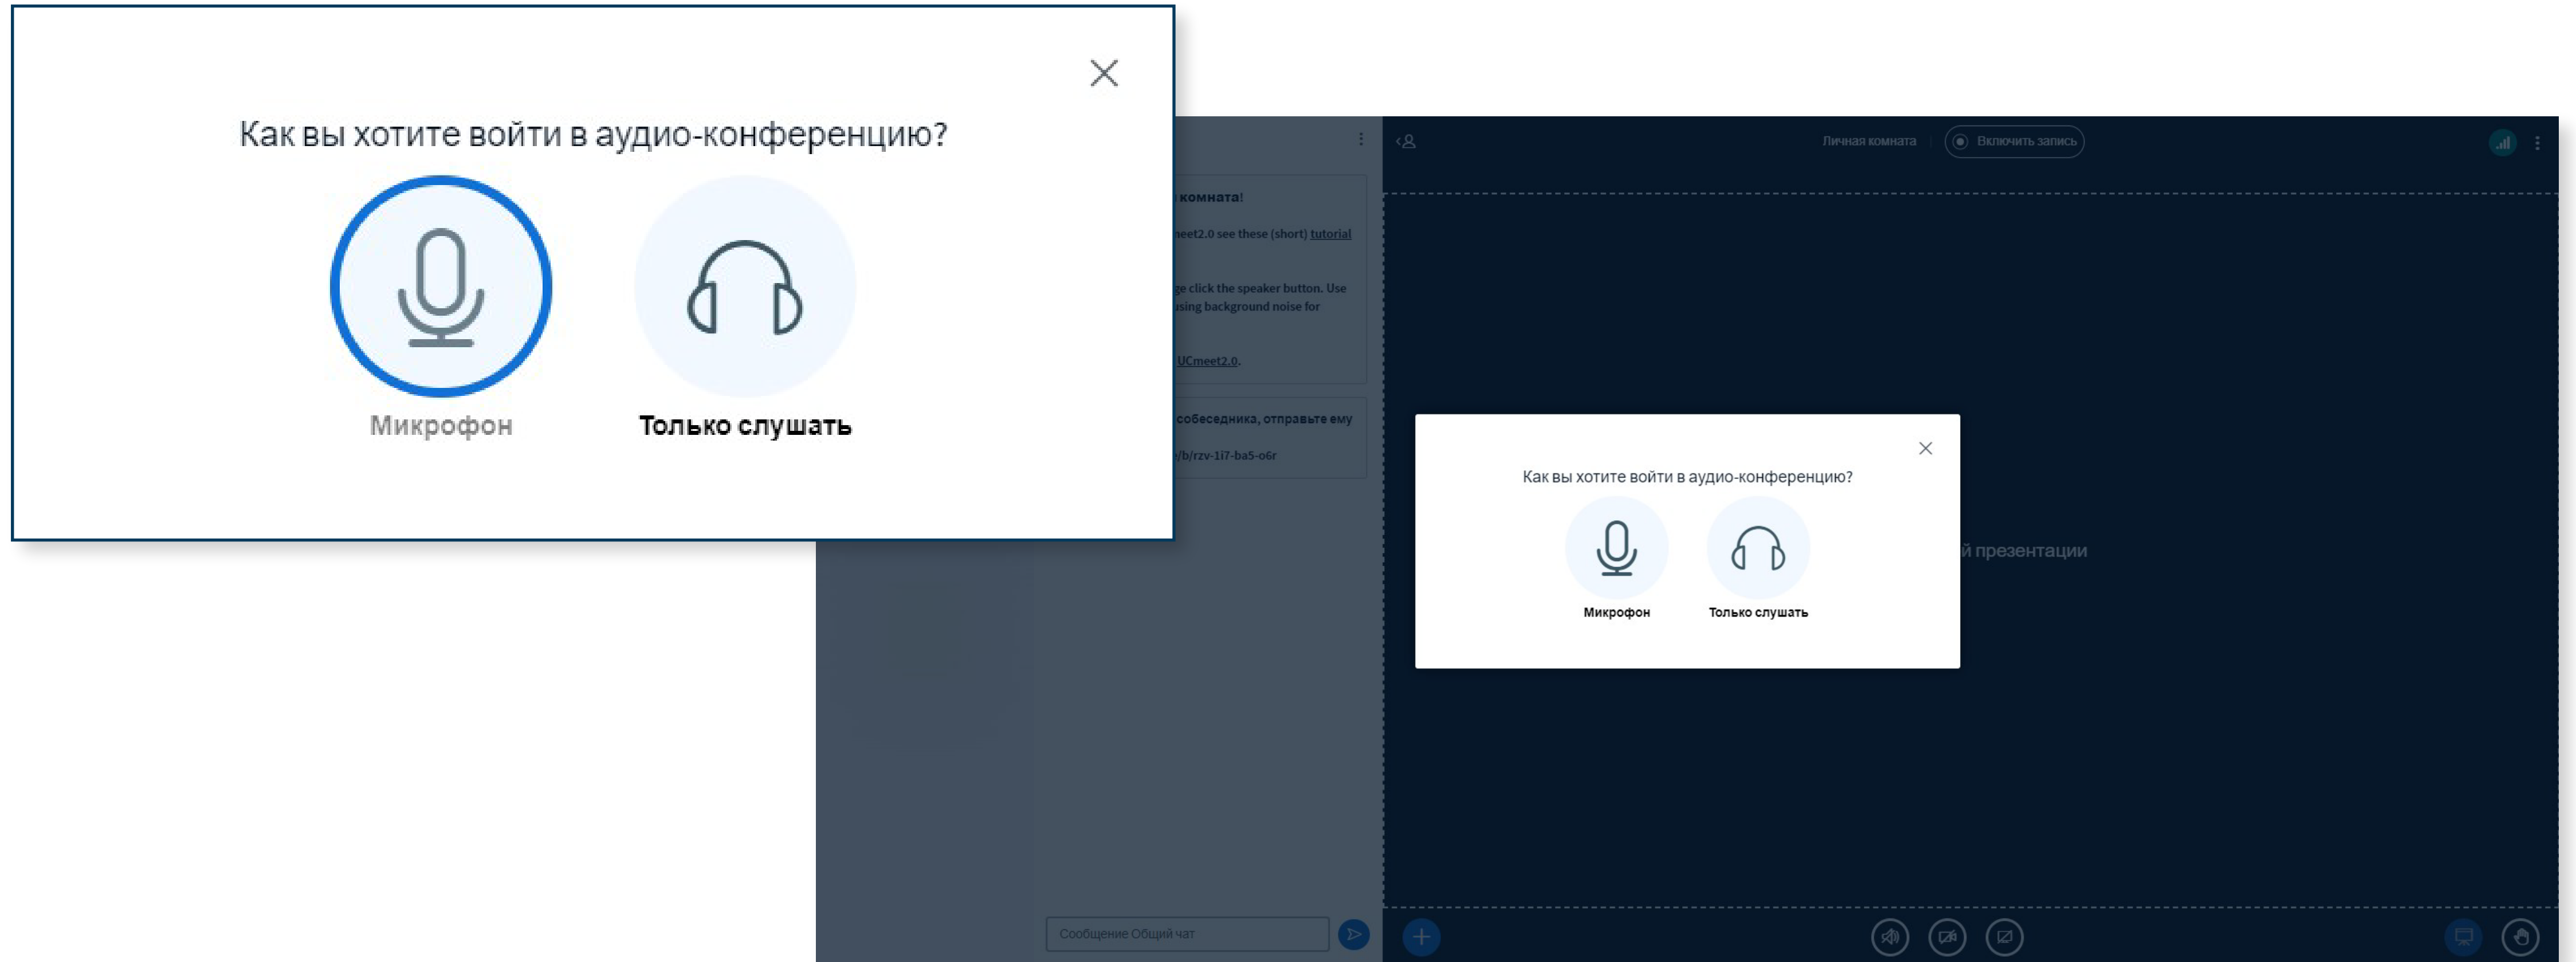 Как вы хотите войти в аудио-конференцию?
Микрофон
Только слушать
Личная комната
Включить запись
комната!
meet2.0 see these (short) tutorial
click the speaker button. Use
using background noise for
UCmeet2.0.
собеседника, отправьте ему
/b/rzv-1i7-ba5-o6r
Как вы хотите войти в аудио-конференцию?
Микрофон
Только слушать
й презентации
Сообщение Общий чат